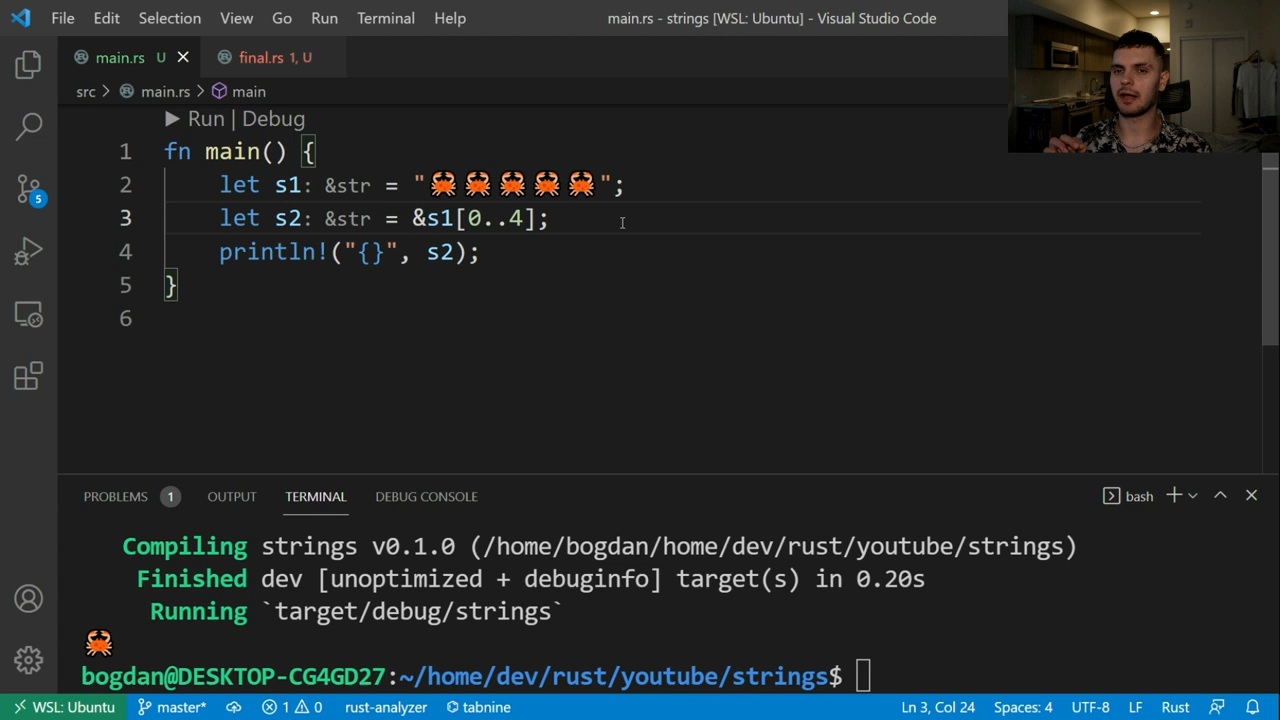 File Edit Selection View Go Run Terminal Help main.rs - strings [WSL: Ubuntu] - Visual Studio Code
main.rs U final.rs 1, U
src > main.rs > main
Run | Debug
1 fn main() {
2 let s1: &str = "🦀🦀🦀🦀🦀";
3 let s2: &str = &s1[0..4];
4 println!("{}", s2);
5 }
6
5
PROBLEMS 1 OUTPUT TERMINAL DEBUG CONSOLE bash
Compiling strings v0.1.0 (/home/bogdan/home/dev/rust/youtube/strings)
Finished dev [unoptimized + debuginfo] target(s) in 0.20s
Running `target/debug/strings`
🦀
bogdan@DESKTOP-CG4GD27:~/home/dev/rust/youtube/strings$
WSL: Ubuntu master* 1 0 rust-analyzer tabnine Ln 3, Col 24 Spaces: 4 UTF-8 LF Rust